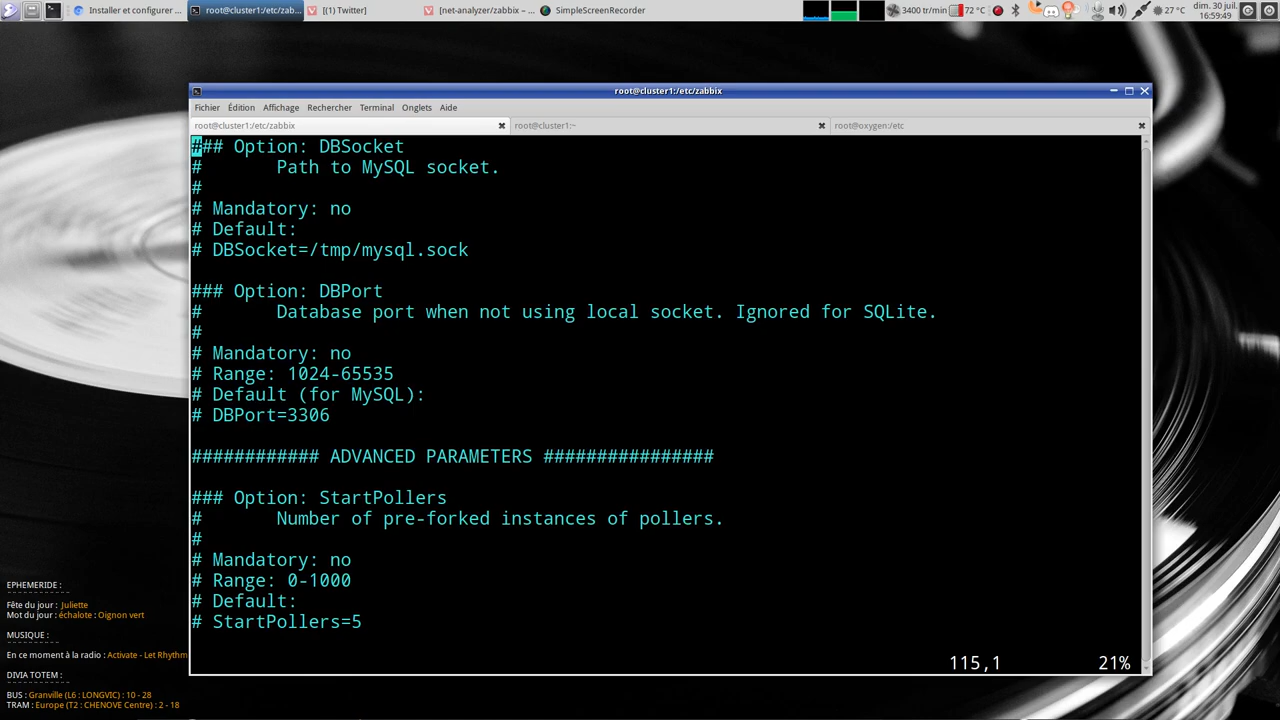 Installer et configurer ...
root@cluster1:/etc/zab...
[(1) Twitter]
[net-analyzer/zabbix – ...
SimpleScreenRecorder
3400 tr/min
72 °C
27 °C
dim. 30 juil.
16:59:49
root@cluster1:/etc/zabbix
Fichier Édition Affichage Rechercher Terminal Onglets Aide
root@cluster1:/etc/zabbix
root@cluster1:~
root@oxygen:/etc
### Option: DBSocket
# Path to MySQL socket.
#
# Mandatory: no
# Default:
# DBSocket=/tmp/mysql.sock
### Option: DBPort
# Database port when not using local socket. Ignored for SQLite.
#
# Mandatory: no
# Range: 1024-65535
# Default (for MySQL):
# DBPort=3306
############ ADVANCED PARAMETERS ################
### Option: StartPollers
# Number of pre-forked instances of pollers.
#
# Mandatory: no
# Range: 0-1000
# Default:
# StartPollers=5
115,1 21%
EPHEMERIDE :
Fête du jour : Juliette
Mot du jour : échalote : Oignon vert
MUSIQUE :
En ce moment à la radio : Activate - Let Rhythm
DIVIA TOTEM :
BUS : Granville (L6 : LONGVIC) : 10 - 28
TRAM : Europe (T2 : CHENOVE Centre) : 2 - 18